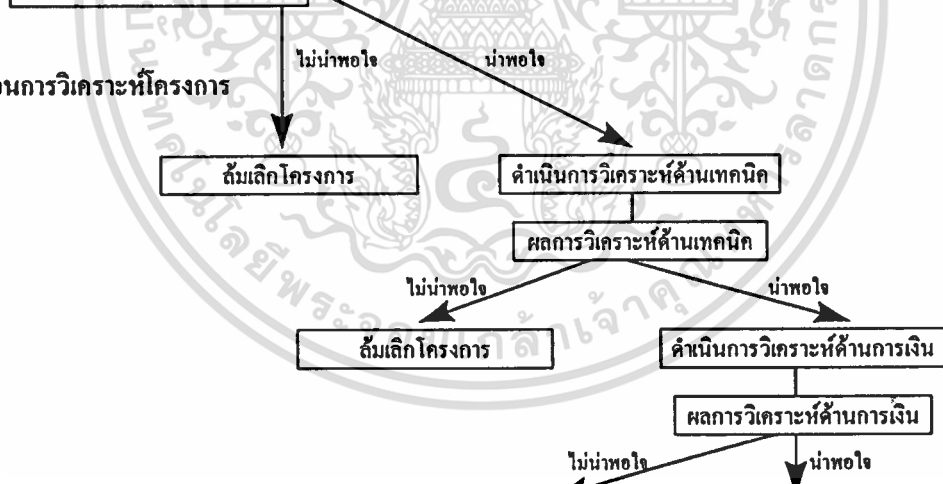 ไม่น่าพอใจ น่าพอใจ
นการวิเคราะห์โครงการ
ล้มเลิกโครงการ ดำเนินการวิเคราะห์ด้านเทคนิค
ผลการวิเคราะห์ด้านเทคนิค
ไม่น่าพอใจ น่าพอใจ
ล้มเลิกโครงการ ดำเนินการวิเคราะห์ด้านการเงิน
ผลการวิเคราะห์ด้านการเงิน
ไม่น่าพอใจ น่าพอใจ